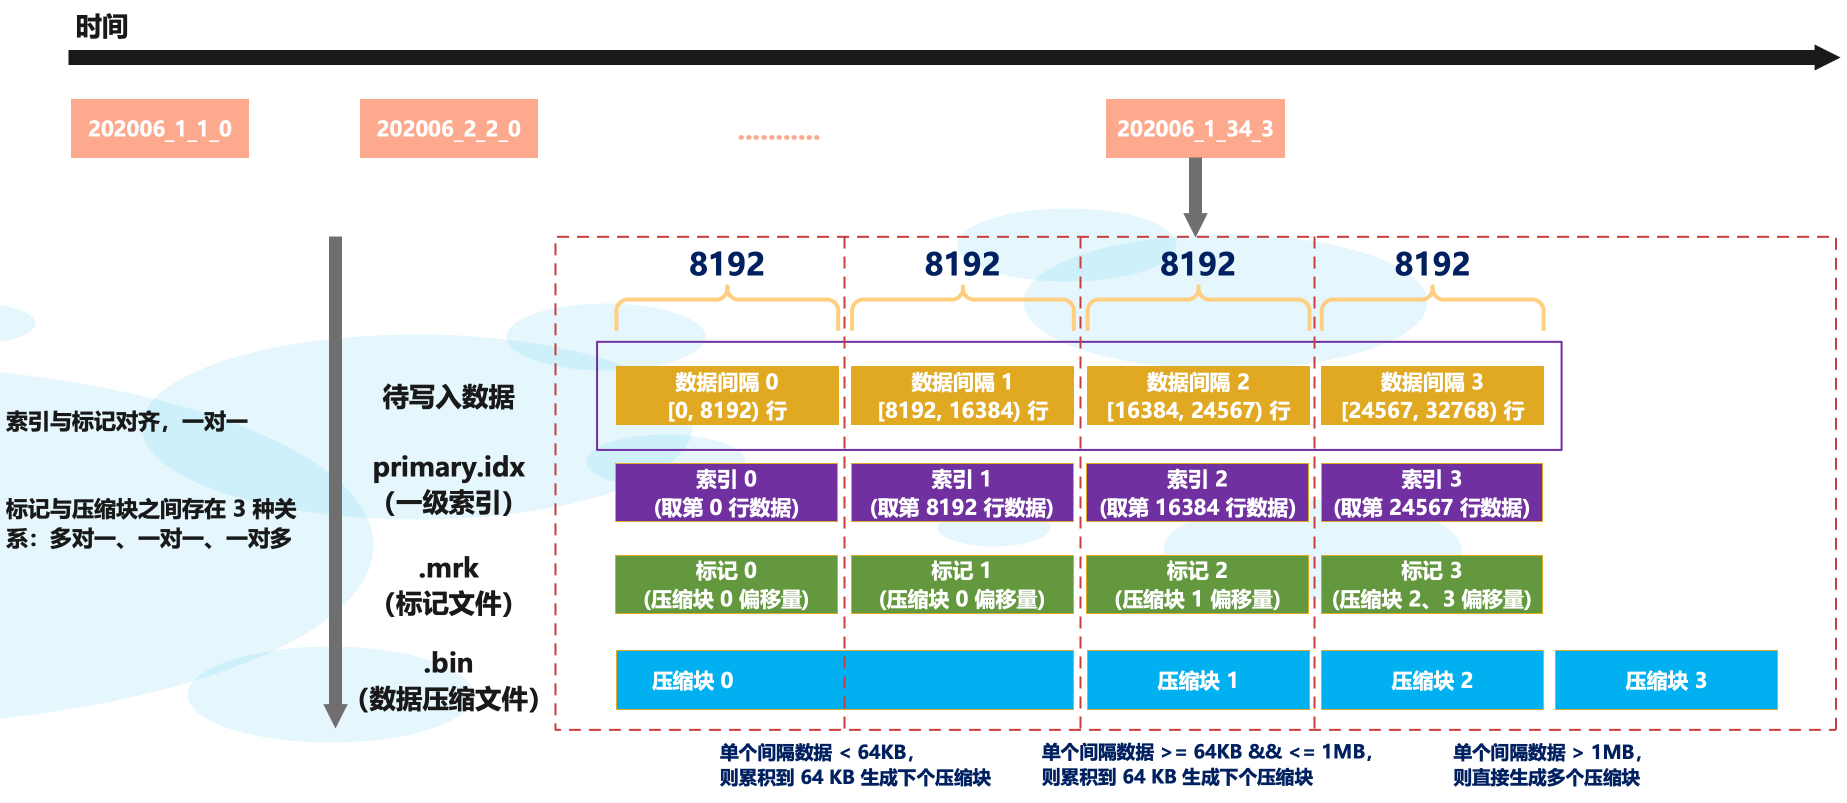 时间
202006_1_1_0
202006_2_2_0
202006_1_34_3
8192
8192
8192
8192
待写入数据
数据间隔 0
[0, 8192) 行
数据间隔 1
[8192, 16384) 行
数据间隔 2
[16384, 24567) 行
数据间隔 3
[24567, 32768) 行
索引与标记对齐，一对一
primary.idx
（一级索引）
索引 0
(取第 0 行数据)
索引 1
(取第 8192 行数据)
索引 2
(取第 16384 行数据)
索引 3
(取第 24567 行数据)
标记与压缩块之间存在 3 种关
系：多对一、一对一、一对多
.mrk
（标记文件）
标记 0
(压缩块 0 偏移量)
标记 1
(压缩块 0 偏移量)
标记 2
(压缩块 1 偏移量)
标记 3
(压缩块 2、3 偏移量)
.bin
（数据压缩文件）
压缩块 0
压缩块 1
压缩块 2
压缩块 3
单个间隔数据 < 64KB，
则累积到 64 KB 生成下个压缩块
单个间隔数据 >= 64KB && <= 1MB，
则累积到 64 KB 生成下个压缩块
单个间隔数据 > 1MB，
则直接生成多个压缩块